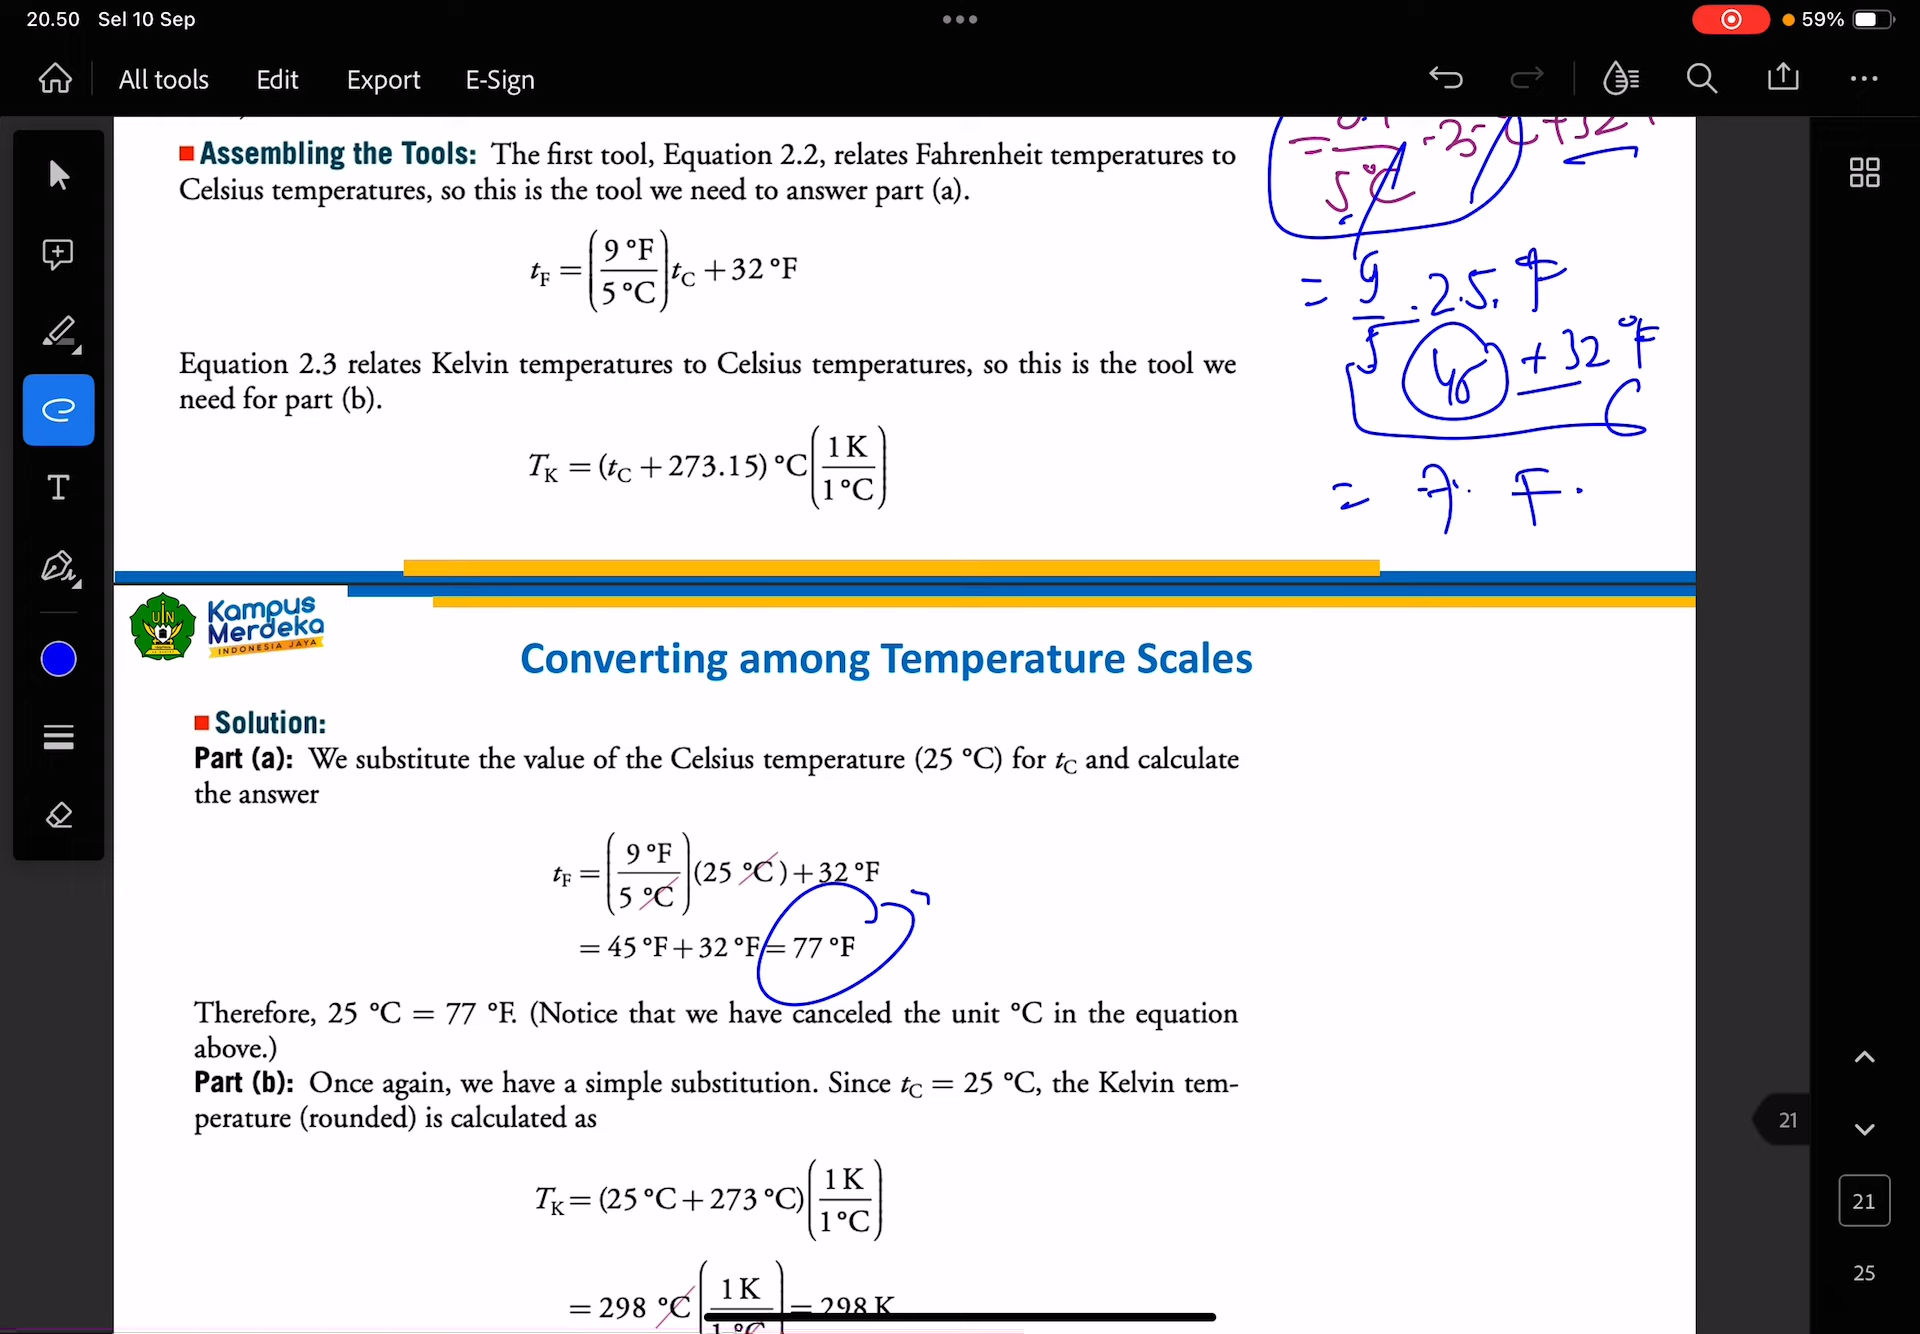 20.50 Sel 10 Sep
59%
All tools Edit Export E-Sign
■ Assembling the Tools: The first tool, Equation 2.2, relates Fahrenheit temperatures to
Celsius temperatures, so this is the tool we need to answer part (a).
tF = (9 °F / 5 °C) tC + 32 °F
Equation 2.3 relates Kelvin temperatures to Celsius temperatures, so this is the tool we
need for part (b).
TK = (tC + 273.15) °C (1 K / 1 °C)
5 °C
= 9/5 . 25. °F
45 + 32 °F
= 7. F.
UIN
Kampus
Merdeka
INDONESIA JAYA
Converting among Temperature Scales
■ Solution:
Part (a): We substitute the value of the Celsius temperature (25 °C) for tC and calculate
the answer
tF = (9 °F / 5 °C) (25 °C) + 32 °F
= 45 °F + 32 °F = 77 °F
Therefore, 25 °C = 77 °F. (Notice that we have canceled the unit °C in the equation
above.)
Part (b): Once again, we have a simple substitution. Since tC = 25 °C, the Kelvin tem-
perature (rounded) is calculated as
TK = (25 °C + 273 °C) (1 K / 1 °C)
= 298 °C (1 K / 1 °C) = 298 K
T
21
21
25